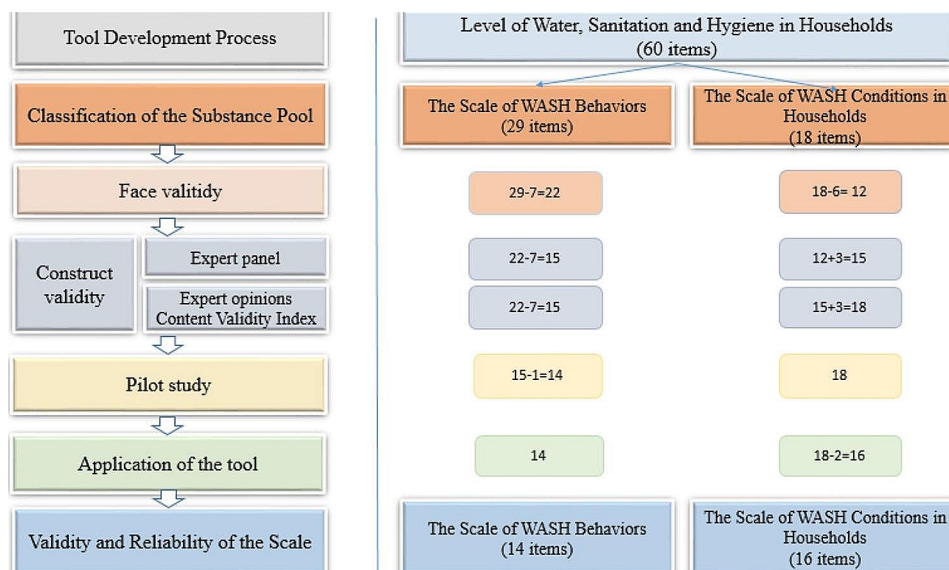 Tool Development Process
Classification of the Substance Pool
Face valitidy
Construct
validity
Expert panel
Expert opinions
Content Validity Index
Pilot study
Application of the tool
Validity and Reliability of the Scale
Level of Water, Sanitation and Hygiene in Households
(60 items)
The Scale of WASH Behaviors
(29 items)
The Scale of WASH Conditions in
Households
(18 items)
29-7=22
18-6= 12
22-7=15
12+3=15
22-7=15
15+3=18
15-1=14
18
14
18-2=16
The Scale of WASH Behaviors
(14 items)
The Scale of WASH Conditions in
Households
(16 items)